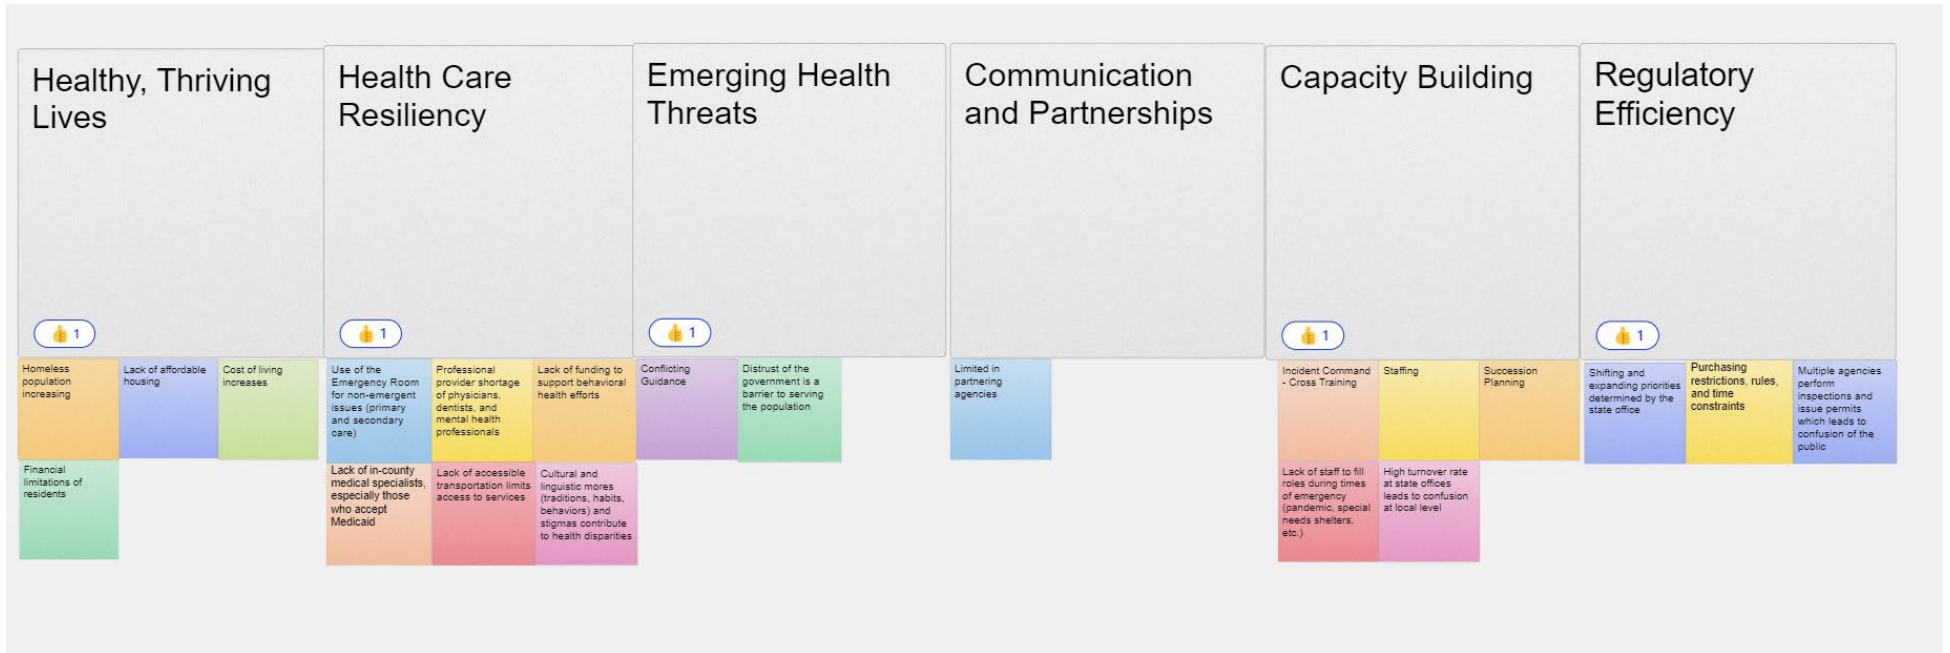 Healthy, Thriving
Lives
👍 1
Health Care
Resiliency
👍 1
Emerging Health
Threats
👍 1
Communication
and Partnerships
Capacity Building
👍 1
Regulatory
Efficiency
👍 1
Homeless
population
increasing
Lack of affordable
housing
Cost of living
increases
Financial
limitations of
residents
Use of the
Emergency Room
for non-emergent
issues (primary
and secondary
care)
Professional
provider shortage
of physicians,
dentists, and
mental health
professionals
Lack of funding to
support behavioral
health efforts
Lack of in-county
medical specialists,
especially those
who accept
Medicaid
Lack of accessible
transportation limits
access to services
Cultural and
linguistic mores
(traditions, habits,
behaviors) and
stigmas contribute
to health disparities
Conflicting
Guidance
Distrust of the
government is a
barrier to serving
the population
Limited in
partnering
agencies
Incident Command
- Cross Training
Staffing
Succession
Planning
Lack of staff to fill
roles during times
of emergency
(pandemic, special
needs shelters,
etc.)
High turnover rate
at state offices
leads to confusion
at local level
Shifting and
expanding priorities
determined by the
state office
Purchasing
restrictions, rules,
and time
constraints
Multiple agencies
perform
inspections and
issue permits
which leads to
confusion of the
public